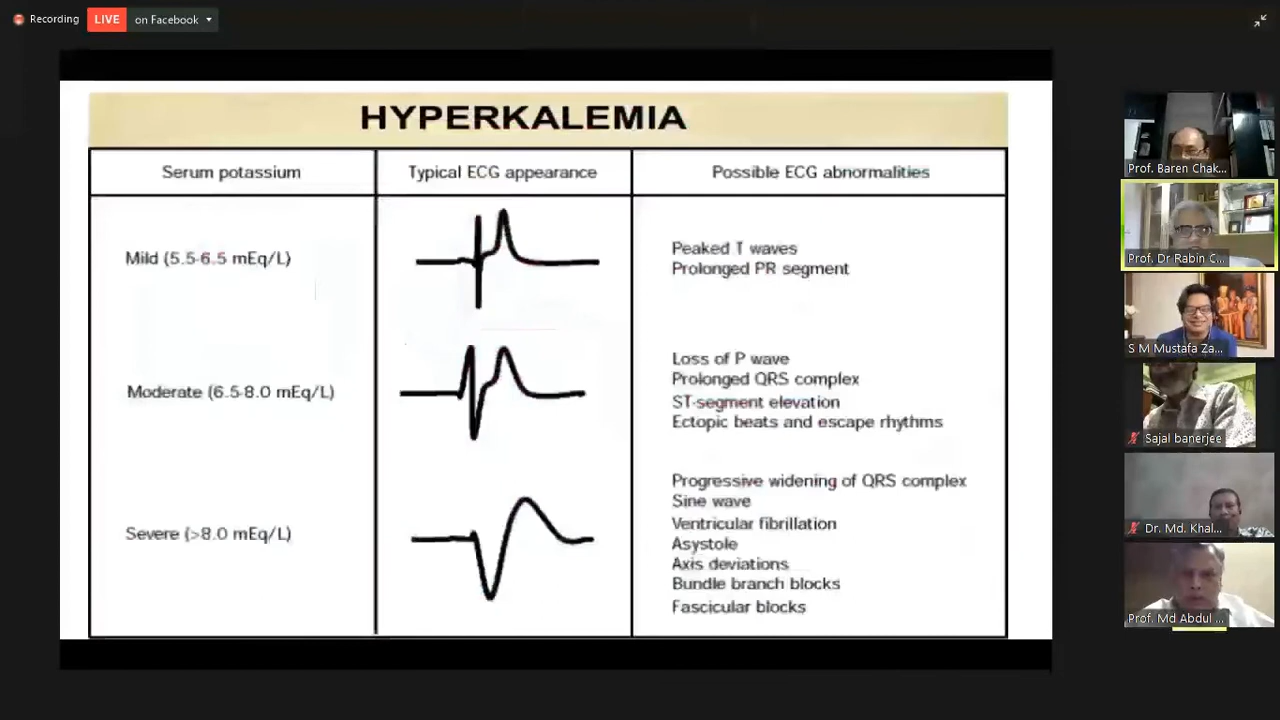 Recording
LIVE
on Facebook
HYPERKALEMIA
Serum potassium
Typical ECG appearance
Possible ECG abnormalities
Mild (5.5-6.5 mEq/L)
Peaked T waves
Prolonged PR segment
Moderate (6.5-8.0 mEq/L)
Loss of P wave
Prolonged QRS complex
ST-segment elevation
Ectopic beats and escape rhythms
Severe (>8.0 mEq/L)
Progressive widening of QRS complex
Sine wave
Ventricular fibrillation
Asystole
Axis deviations
Bundle branch blocks
Fascicular blocks
Prof. Baren Chak...
Prof. Dr Rabin C...
S M Mustafa Za...
Sajal banerjee
Dr. Md. Khal...
Prof. Md Abdul ...